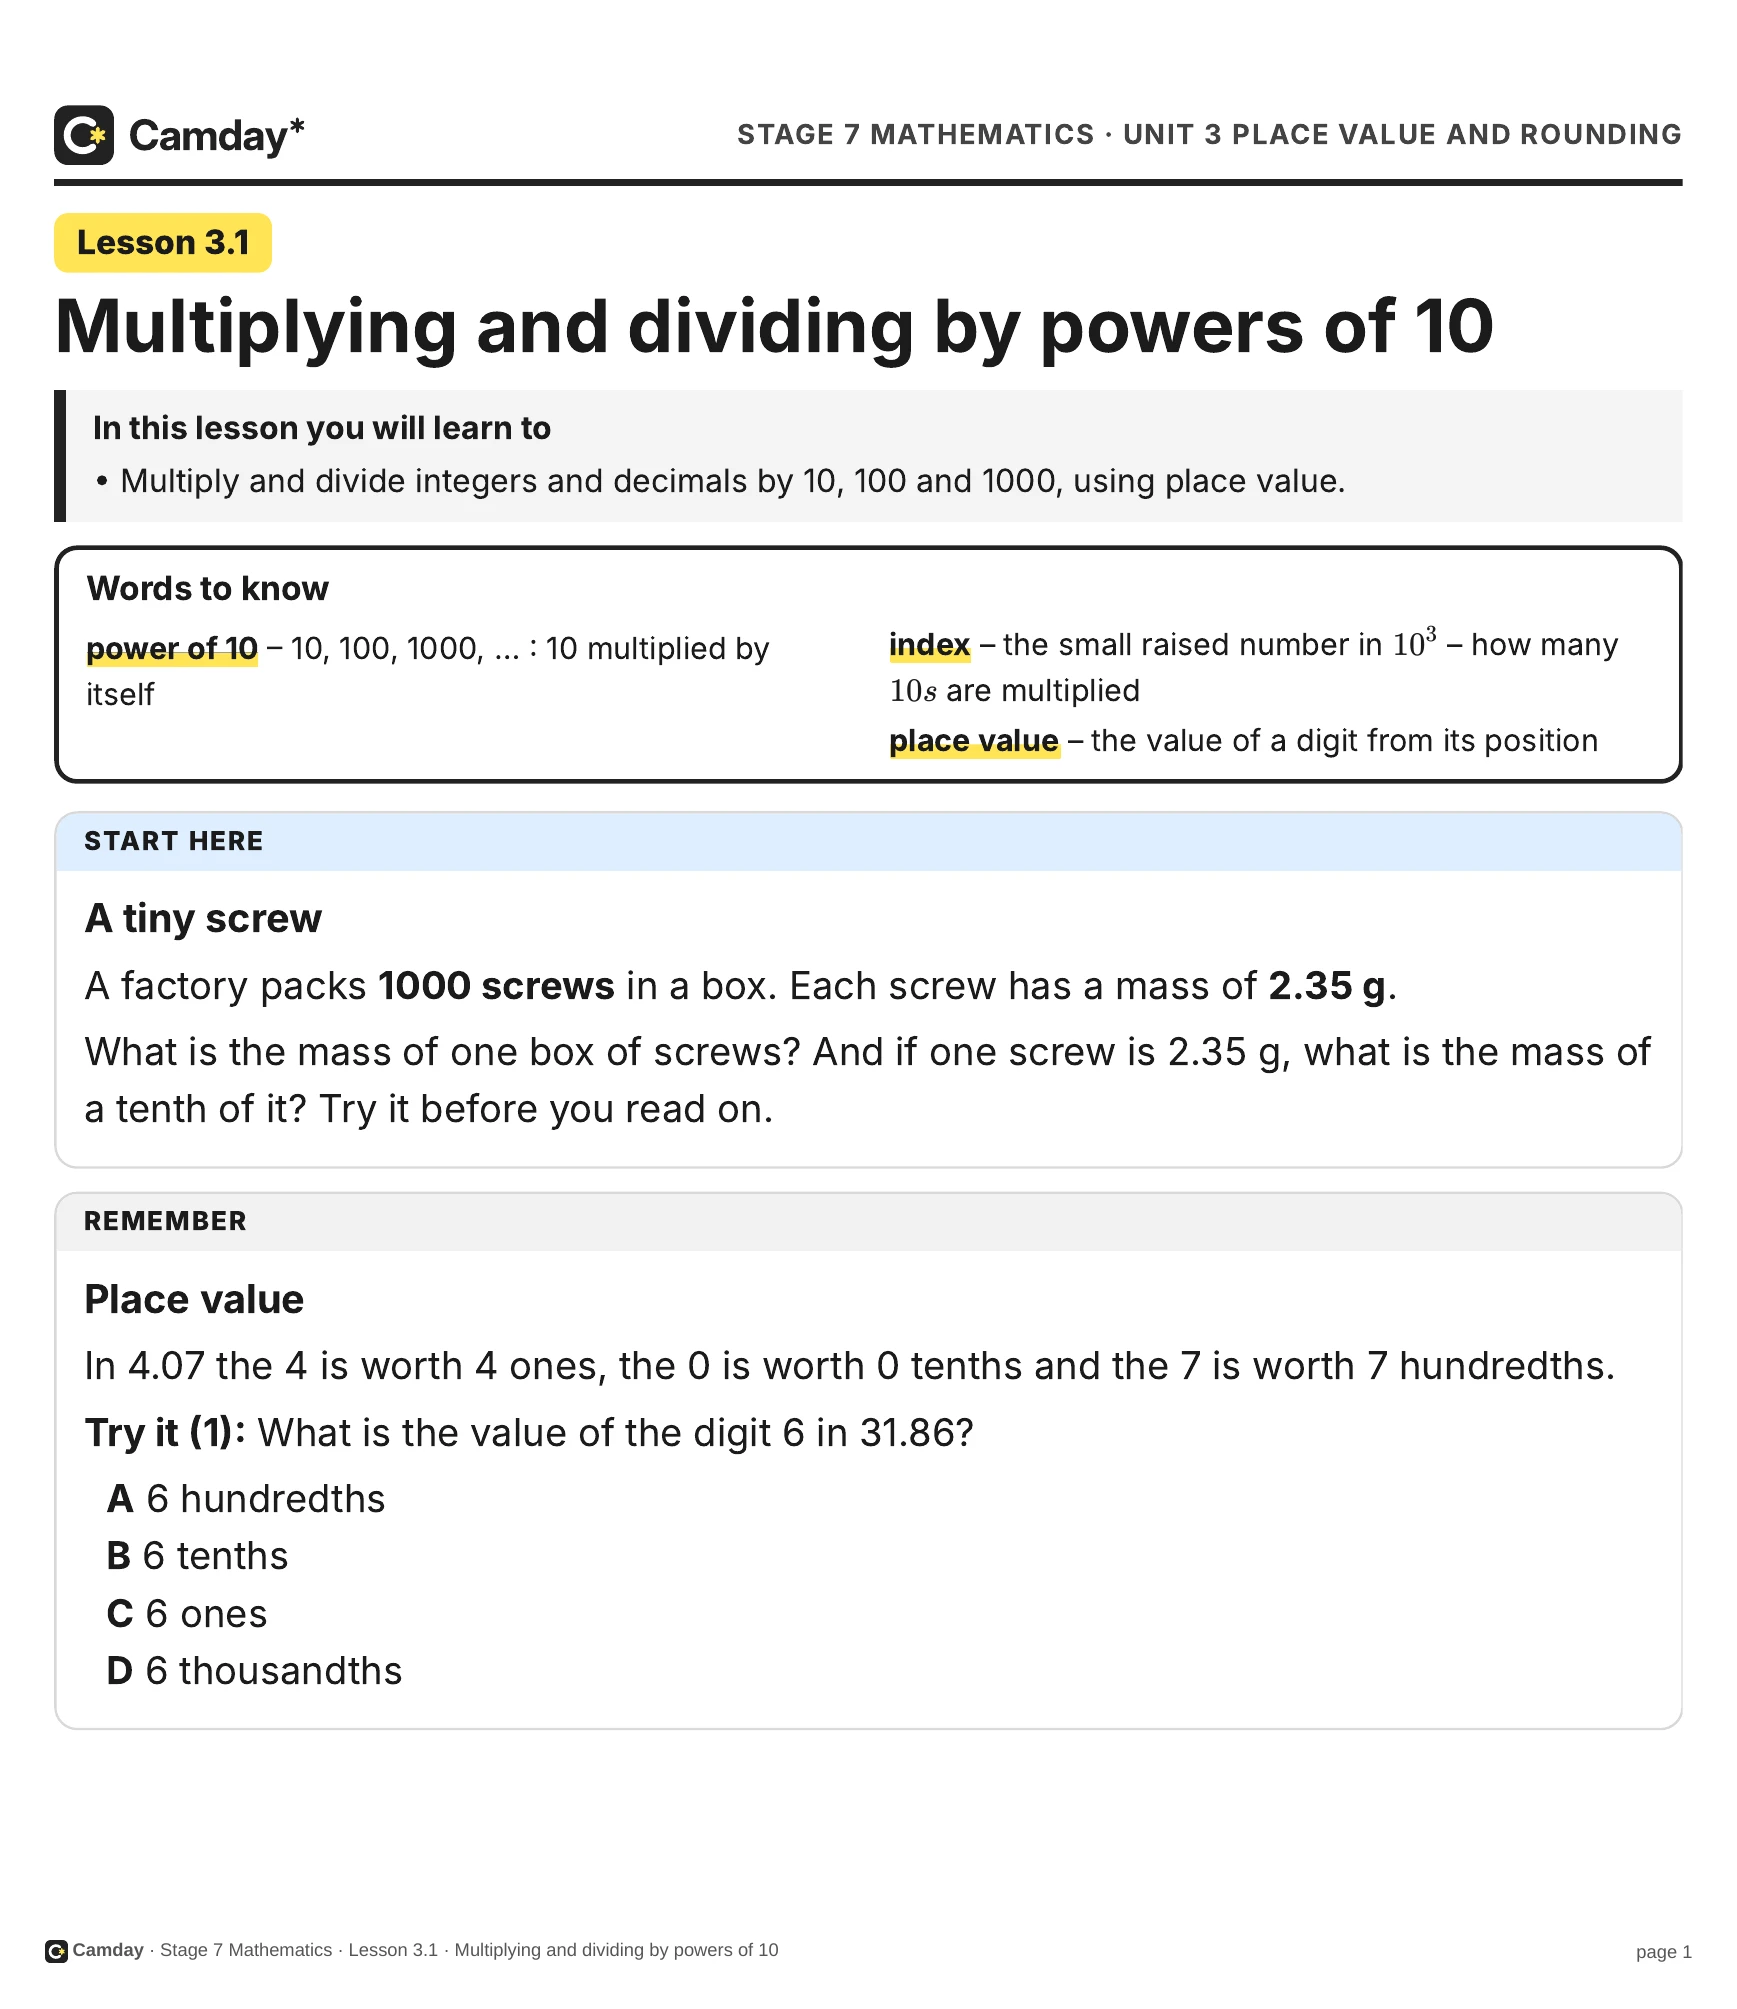 Camday*
STAGE 7 MATHEMATICS · UNIT 3 PLACE VALUE AND ROUNDING
Lesson 3.1
Multiplying and dividing by powers of 10
In this lesson you will learn to
• Multiply and divide integers and decimals by 10, 100 and 1000, using place value.
Words to know
power of 10 – 10, 100, 1000, … : 10 multiplied by
itself
index – the small raised number in 10³ – how many
10s are multiplied
place value – the value of a digit from its position
START HERE
A tiny screw
A factory packs 1000 screws in a box. Each screw has a mass of 2.35 g.
What is the mass of one box of screws? And if one screw is 2.35 g, what is the mass of
a tenth of it? Try it before you read on.
REMEMBER
Place value
In 4.07 the 4 is worth 4 ones, the 0 is worth 0 tenths and the 7 is worth 7 hundredths.
Try it (1): What is the value of the digit 6 in 31.86?
A 6 hundredths
B 6 tenths
C 6 ones
D 6 thousandths
Camday · Stage 7 Mathematics · Lesson 3.1 · Multiplying and dividing by powers of 10
page 1